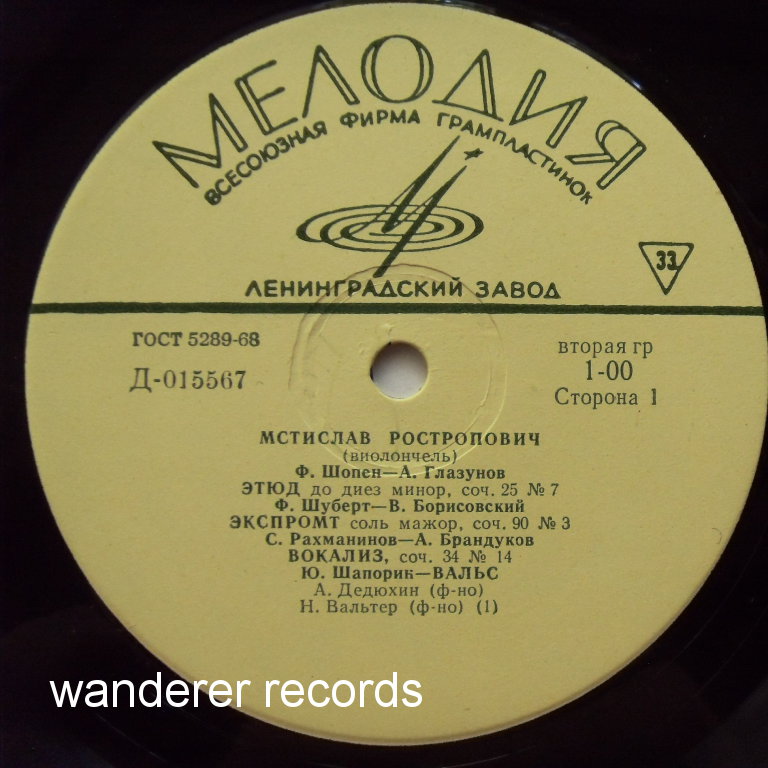 МЕЛОДИЯ
ВСЕСОЮЗНАЯ ФИРМА ГРАМПЛАСТИНОК
33
ЛЕНИНГРАДСКИЙ ЗАВОД
ГОСТ 5289-68
Д-015567
вторая гр
1-00
Сторона 1
МСТИСЛАВ РОСТРОПОВИЧ
(виолончель)
Ф. Шопен—А. Глазунов
ЭТЮД до диез минор, соч. 25 № 7
Ф. Шуберт—В. Борисовский
ЭКСПРОМТ соль мажор, соч. 90 № 3
С. Рахманинов—А. Брандуков
ВОКАЛИЗ, соч. 34 № 14
Ю. Шапорик—ВАЛЬС
А. Дедюхин (ф-но)
Н. Вальтер (ф-но) (1)
wanderer records